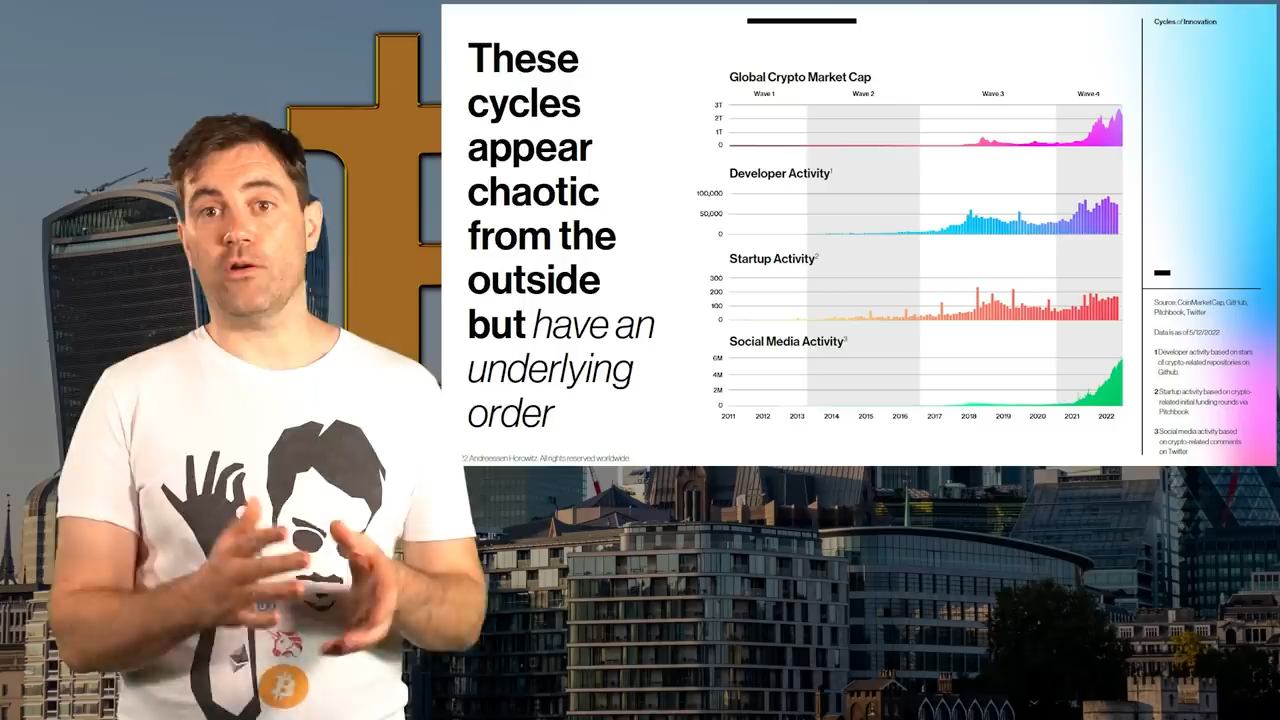 These
cycles
appear
chaotic
from the
outside
but have an
underlying
order
2 Andreessen Horowitz. All rights reserved worldwide.
Global Crypto Market Cap
Wave 1 Wave 2 Wave 3 Wave 4
3T
2T
1T
0
Developer Activity¹
100,000
50,000
0
Startup Activity²
300
200
100
0
Social Media Activity³
6M
4M
2M
0
2011 2012 2013 2014 2015 2016 2017 2018 2019 2020 2021 2022
Cycles of Innovation
Source: CoinMarketCap, GitHub,
Pitchbook, Twitter
Data is as of 5/12/2022
1 Developer activity based on stars
of crypto-related repositories on
Github.
2 Startup activity based on crypto-
related initial funding rounds via
Pitchbook
3 Social media activity based
on crypto-related comments
on Twitter